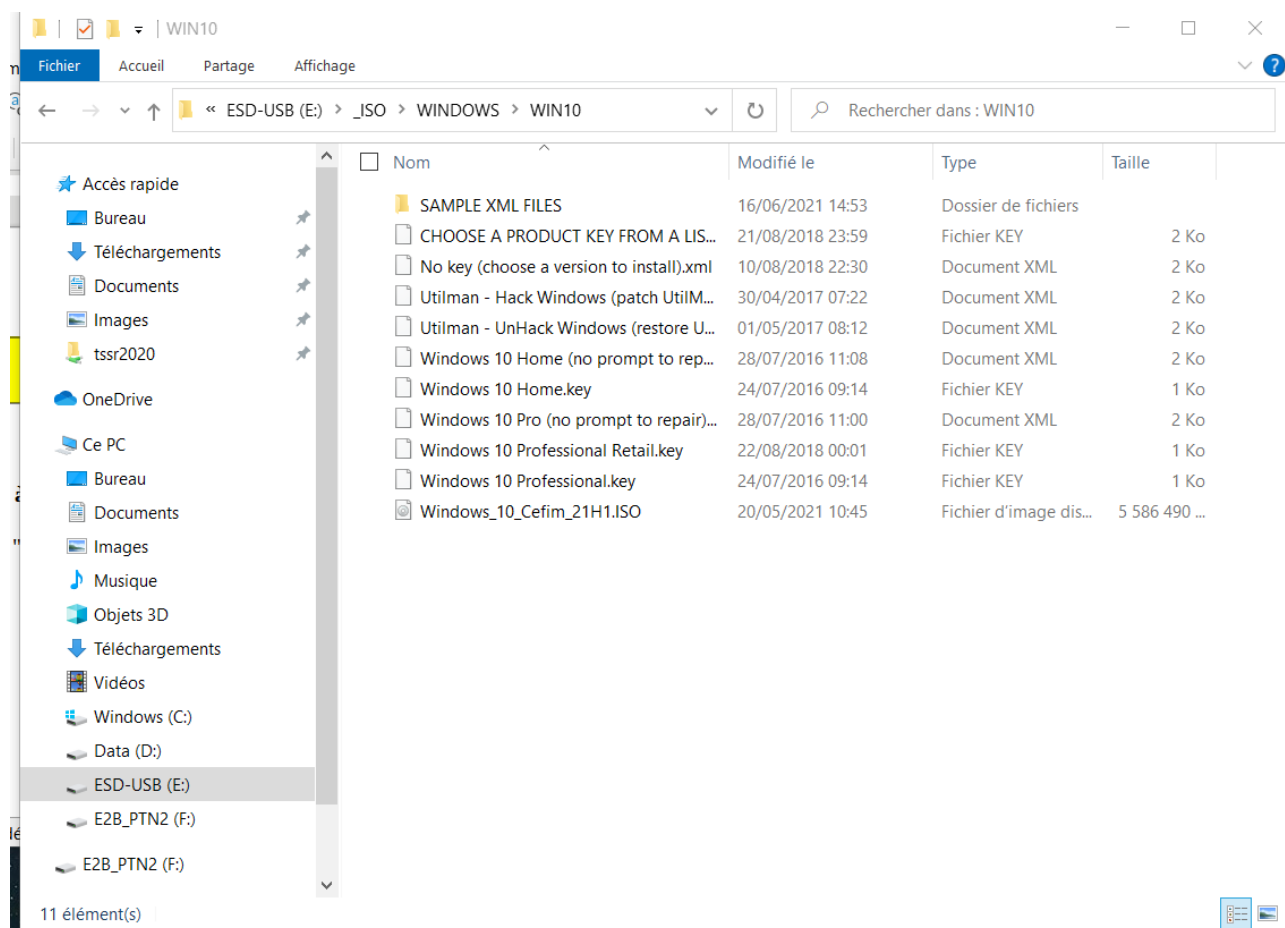 WIN10
Fichier Accueil Partage Affichage
« ESD-USB (E:) > _ISO > WINDOWS > WIN10
Rechercher dans : WIN10
Nom Modifié le Type Taille
Accès rapide
Bureau
Téléchargements
Documents
Images
tssr2020
OneDrive
Ce PC
Bureau
Documents
Images
Musique
Objets 3D
Téléchargements
Vidéos
Windows (C:)
Data (D:)
ESD-USB (E:)
E2B_PTN2 (F:)
E2B_PTN2 (F:)
SAMPLE XML FILES 16/06/2021 14:53 Dossier de fichiers
CHOOSE A PRODUCT KEY FROM A LIS... 21/08/2018 23:59 Fichier KEY 2 Ko
No key (choose a version to install).xml 10/08/2018 22:30 Document XML 2 Ko
Utilman - Hack Windows (patch UtilM... 30/04/2017 07:22 Document XML 2 Ko
Utilman - UnHack Windows (restore U... 01/05/2017 08:12 Document XML 2 Ko
Windows 10 Home (no prompt to rep... 28/07/2016 11:08 Document XML 2 Ko
Windows 10 Home.key 24/07/2016 09:14 Fichier KEY 1 Ko
Windows 10 Pro (no prompt to repair)... 28/07/2016 11:00 Document XML 2 Ko
Windows 10 Professional Retail.key 22/08/2018 00:01 Fichier KEY 1 Ko
Windows 10 Professional.key 24/07/2016 09:14 Fichier KEY 1 Ko
Windows_10_Cefim_21H1.ISO 20/05/2021 10:45 Fichier d'image dis... 5 586 490 ...
11 élément(s)